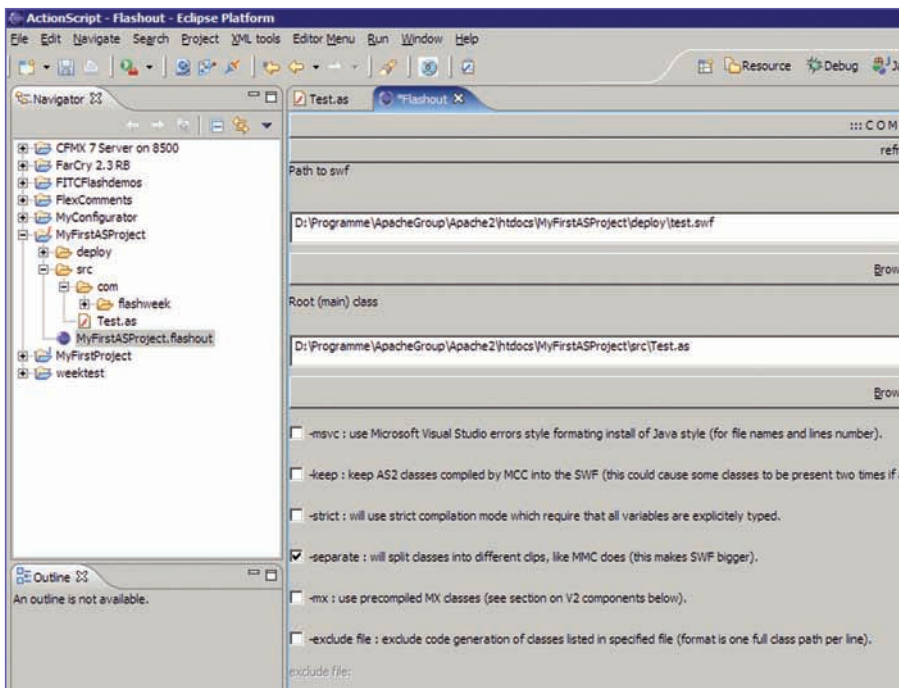 ActionScript - Flashout - Eclipse Platform
File Edit Navigate Search Project XML tools Editor Menu Run Window Help
Resource Debug
Navigator
CFMX 7 Server on 8500
FarCry 2.3 RB
FITCFlashdemos
FlexComments
MyConfigurator
MyFirstASProject
deploy
src
com
flashweek
Test.as
MyFirstASProject.flashout
MyFirstProject
weektest
Outline
An outline is not available.
Test.as *Flashout
::: C O M
refr
Path to swf
D:\Programme\ApacheGroup\Apache2\htdocs\MyFirstASProject\deploy\test.swf
Brow
Root (main) class
D:\Programme\ApacheGroup\Apache2\htdocs\MyFirstASProject\src\Test.as
Brow
-msvc : use Microsoft Visual Studio errors style formating install of Java style (for file names and lines number).
-keep : keep AS2 classes compiled by MCC into the SWF (this could cause some classes to be present two times if
-strict : will use strict compilation mode which require that all variables are explicitely typed.
-separate : will split classes into different clips, like MMC does (this makes SWF bigger).
-mx : use precompiled MX classes (see section on V2 components below).
-exclude file : exclude code generation of classes listed in specified file (format is one full class path per line).
exclude file: